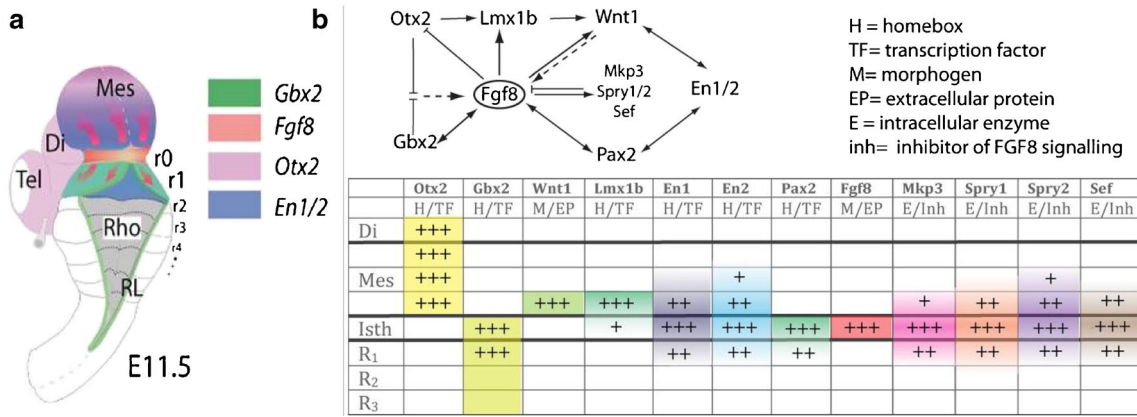 a
Mes
Di
Tel
r0
r1
r2
r3
r4
Rho
RL
E11.5
Gbx2
Fgf8
Otx2
En1/2
b
Otx2 Lmx1b Wnt1
Fgf8
Mkp3
Spry1/2
Sef
En1/2
Gbx2
Pax2
H = homebox
TF= transcription factor
M= morphogen
EP= extracellular protein
E = intracellular enzyme
inh= inhibitor of FGF8 signalling
Otx2 Gbx2 Wnt1 Lmx1b En1 En2 Pax2 Fgf8 Mkp3 Spry1 Spry2 Sef
H/TF H/TF M/EP H/TF H/TF H/TF H/TF M/EP E/Inh E/Inh E/Inh E/Inh
Di +++
+++
Mes +++ + +
+++ +++ +++ ++ ++ + ++ ++ ++
Isth +++ + +++ +++ +++ +++ +++ +++ +++ +++
R1 +++ ++ ++ ++ ++ ++ ++ ++
R2
R3